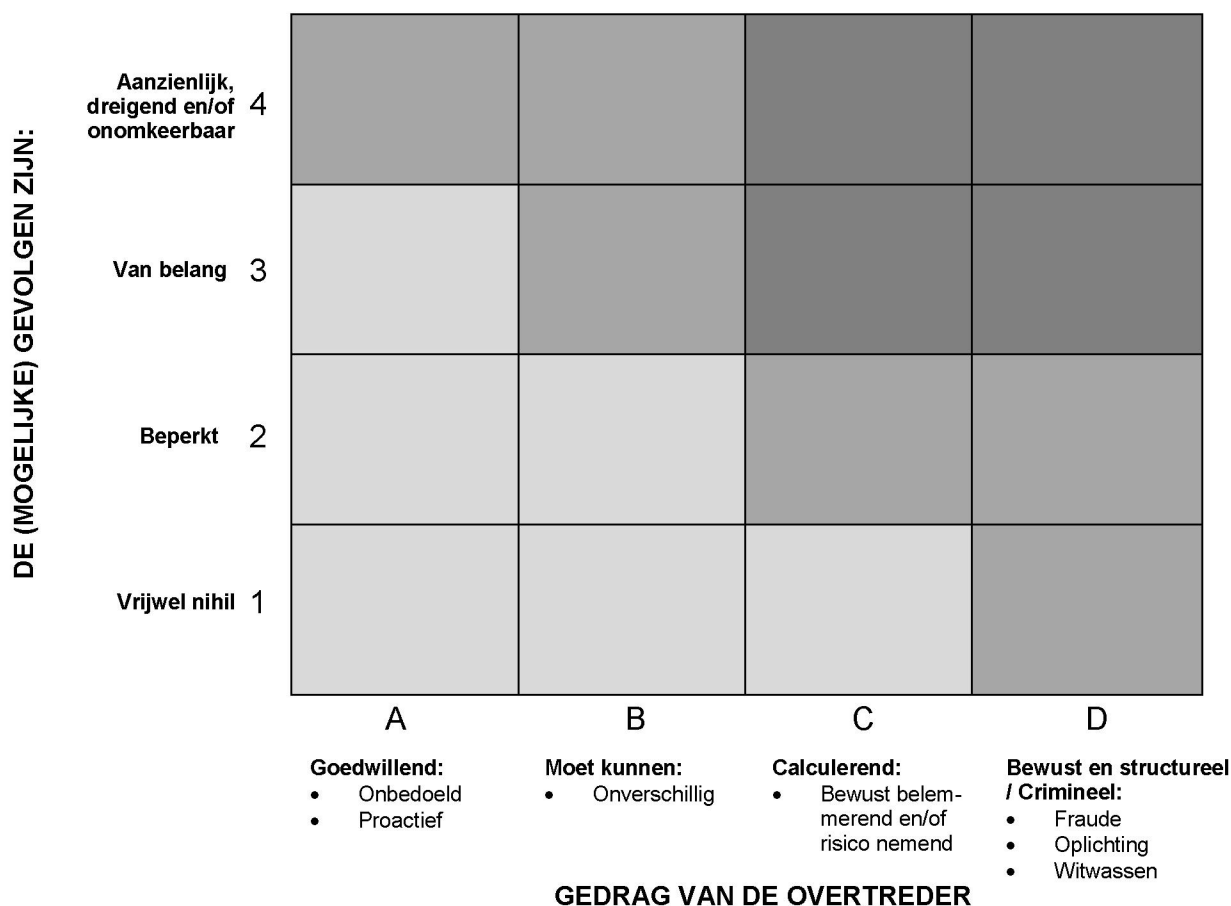 DE (MOGELIJKE) GEVOLGEN ZIJN:
Aanzienlijk,
dreigend en/of
onomkeerbaar
4
Van belang 3
Beperkt 2
Vrijwel nihil 1
A B C D
Goedwillend:
• Onbedoeld
• Proactief
Moet kunnen:
• Onverschillig
Calculerend:
• Bewust belem-
merend en/of
risico nemend
Bewust en structureel
/ Crimineel:
• Fraude
• Oplichting
• Witwassen
GEDRAG VAN DE OVERTREDER